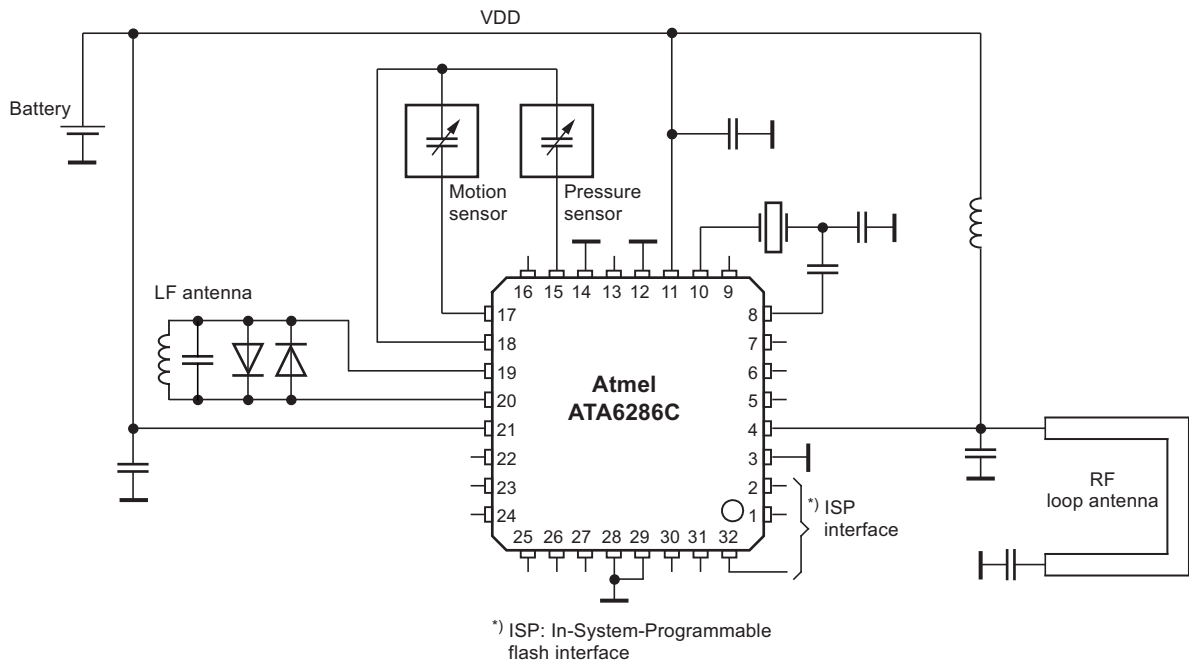 VDD
Battery
Motion
sensor
Pressure
sensor
LF antenna
16 15 14 13 12 11 10 9
17
18
19
20
21
22
23
24
8
7
6
5
4
3
2
1
Atmel
ATA6286C
25 26 27 28 29 30 31 32
*) ISP
interface
RF
loop antenna
*) ISP: In-System-Programmable
flash interface